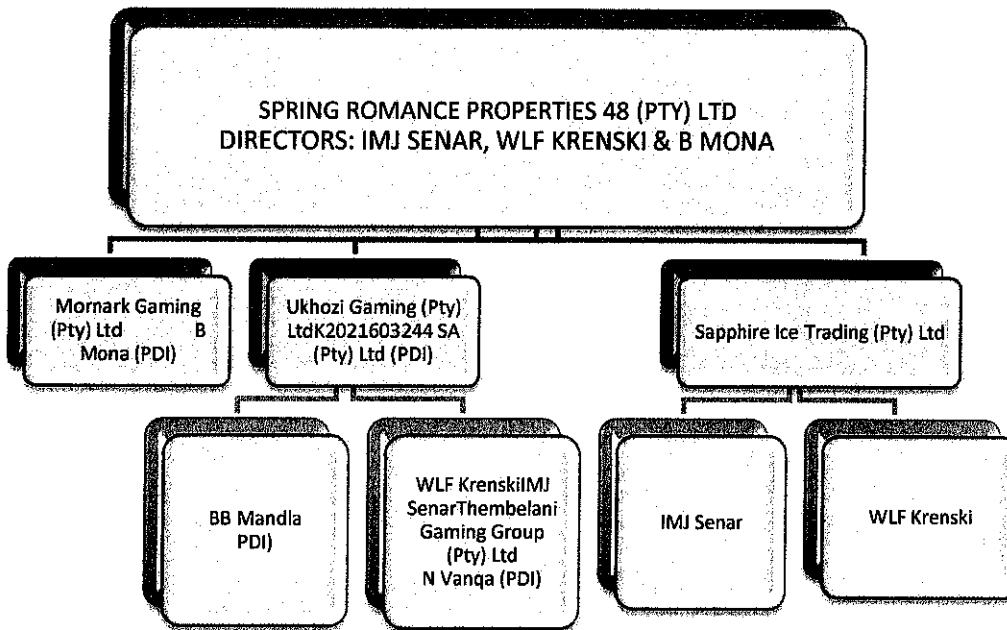 SPRING ROMANCE PROPERTIES 48 (PTY) LTD
DIRECTORS: IMJ SENAR, WLF KRENSKI & B MONA
Mornark Gaming
(Pty) Ltd B
Mona (PDI)
Ukhozi Gaming (Pty)
LtdK2021603244 SA
(Pty) Ltd (PDI)
Sapphire Ice Trading (Pty) Ltd
BB Mandla
PDI)
WLF KrenskiIMJ
SenarThembelani
Gaming Group
(Pty) Ltd
N Vanqa (PDI)
IMJ Senar
WLF Krenski